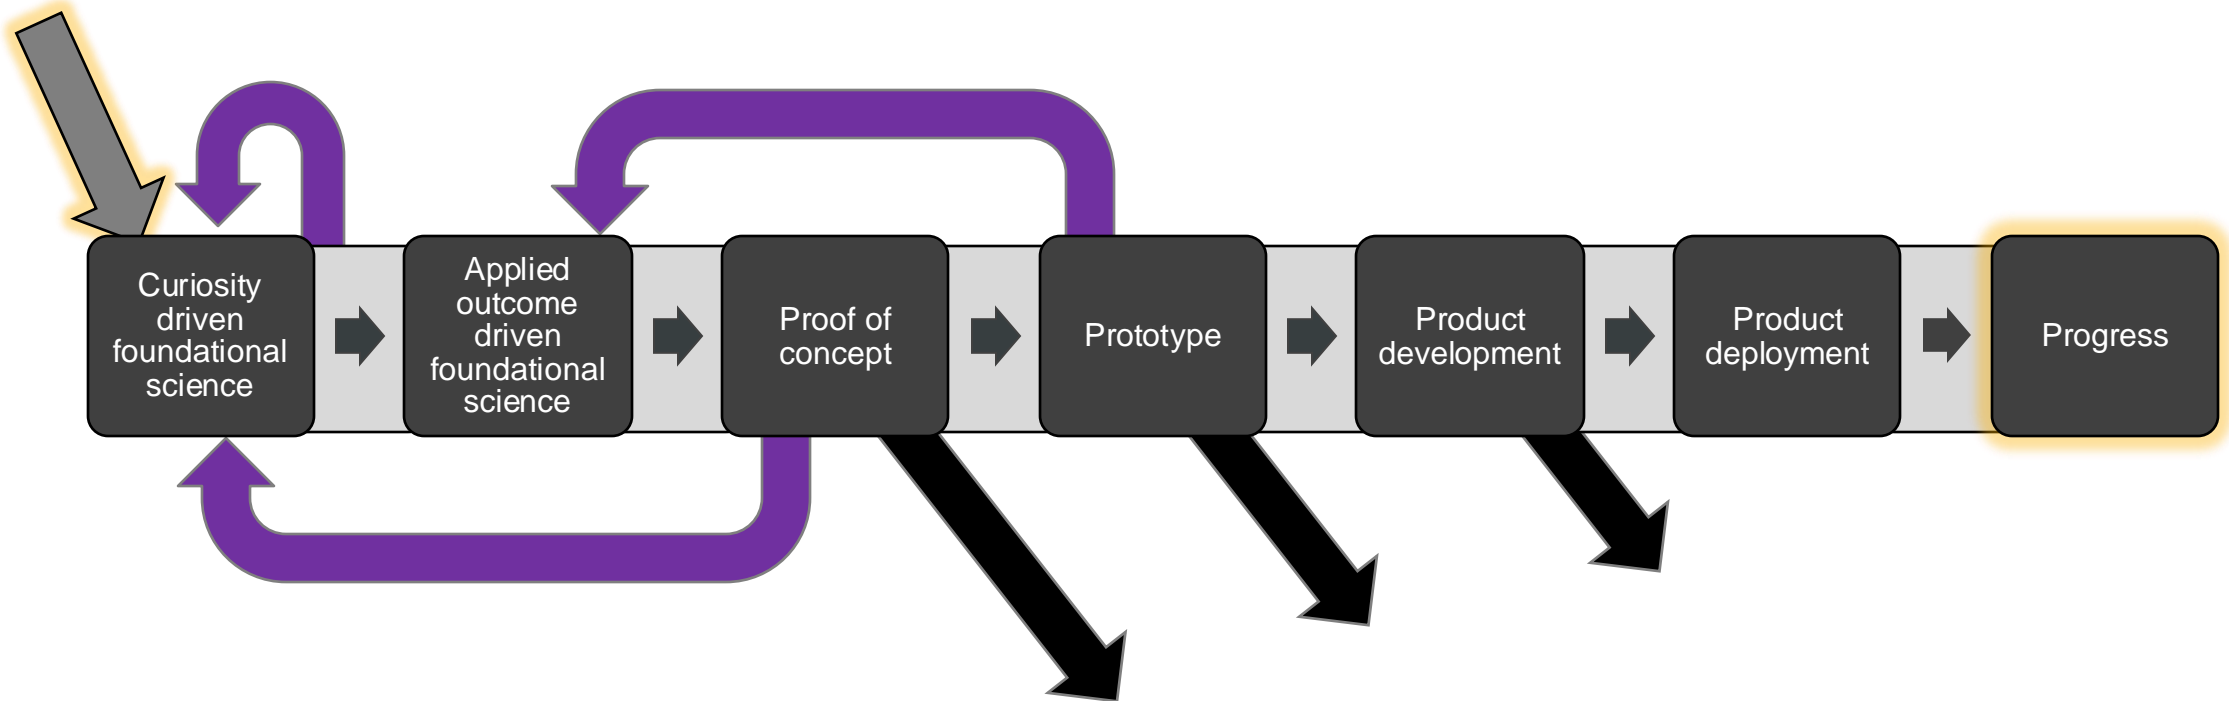 Curiosity
driven
foundational
science
Applied
outcome
driven
foundational
science
Proof of
concept
Prototype
Product
development
Product
deployment
Progress